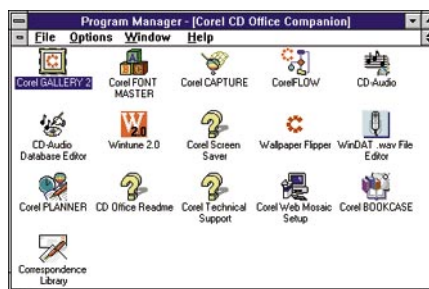 Program Manager - [Corel CD Office Companion]
File Options Window Help
Corel GALLERY 2
Corel FONT
MASTER
Corel CAPTURE
CorelFLOW
CD-Audio
CD-Audio
Database Editor
W
2.0
Wintune 2.0
Corel Screen
Saver
Wallpaper Flipper
WinDAT .wav File
Editor
Corel PLANNER
CD Office Readme
Corel Technical
Support
Corel Web Mosaic
Setup
Corel BOOKCASE
Correspondence
Library